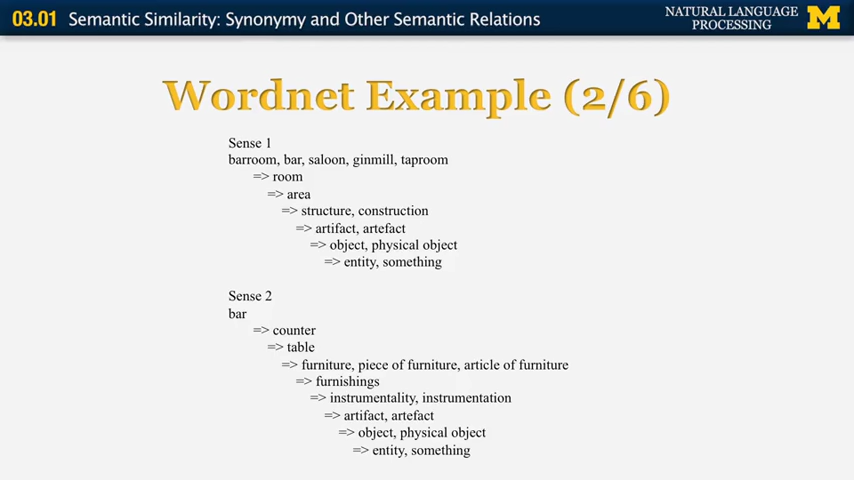 03.01 Semantic Similarity: Synonymy and Other Semantic Relations
NATURAL LANGUAGE
PROCESSING
M
Wordnet Example (2/6)
Sense 1
barroom, bar, saloon, ginmill, taproom
=> room
=> area
=> structure, construction
=> artifact, artefact
=> object, physical object
=> entity, something
Sense 2
bar
=> counter
=> table
=> furniture, piece of furniture, article of furniture
=> furnishings
=> instrumentality, instrumentation
=> artifact, artefact
=> object, physical object
=> entity, something